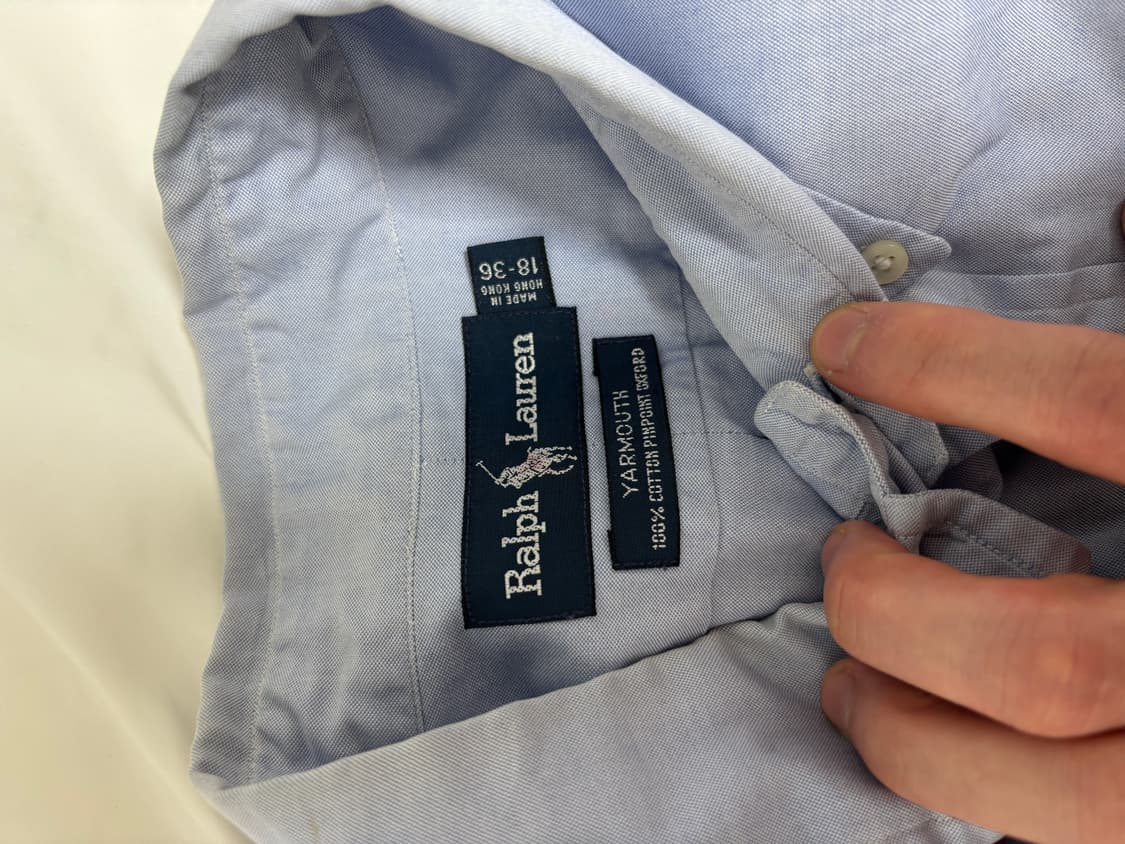 Ralph Lauren
MADE IN
HONG KONG
18-36
YARMOUTH
100% COTTON PINPOINT OXFORD